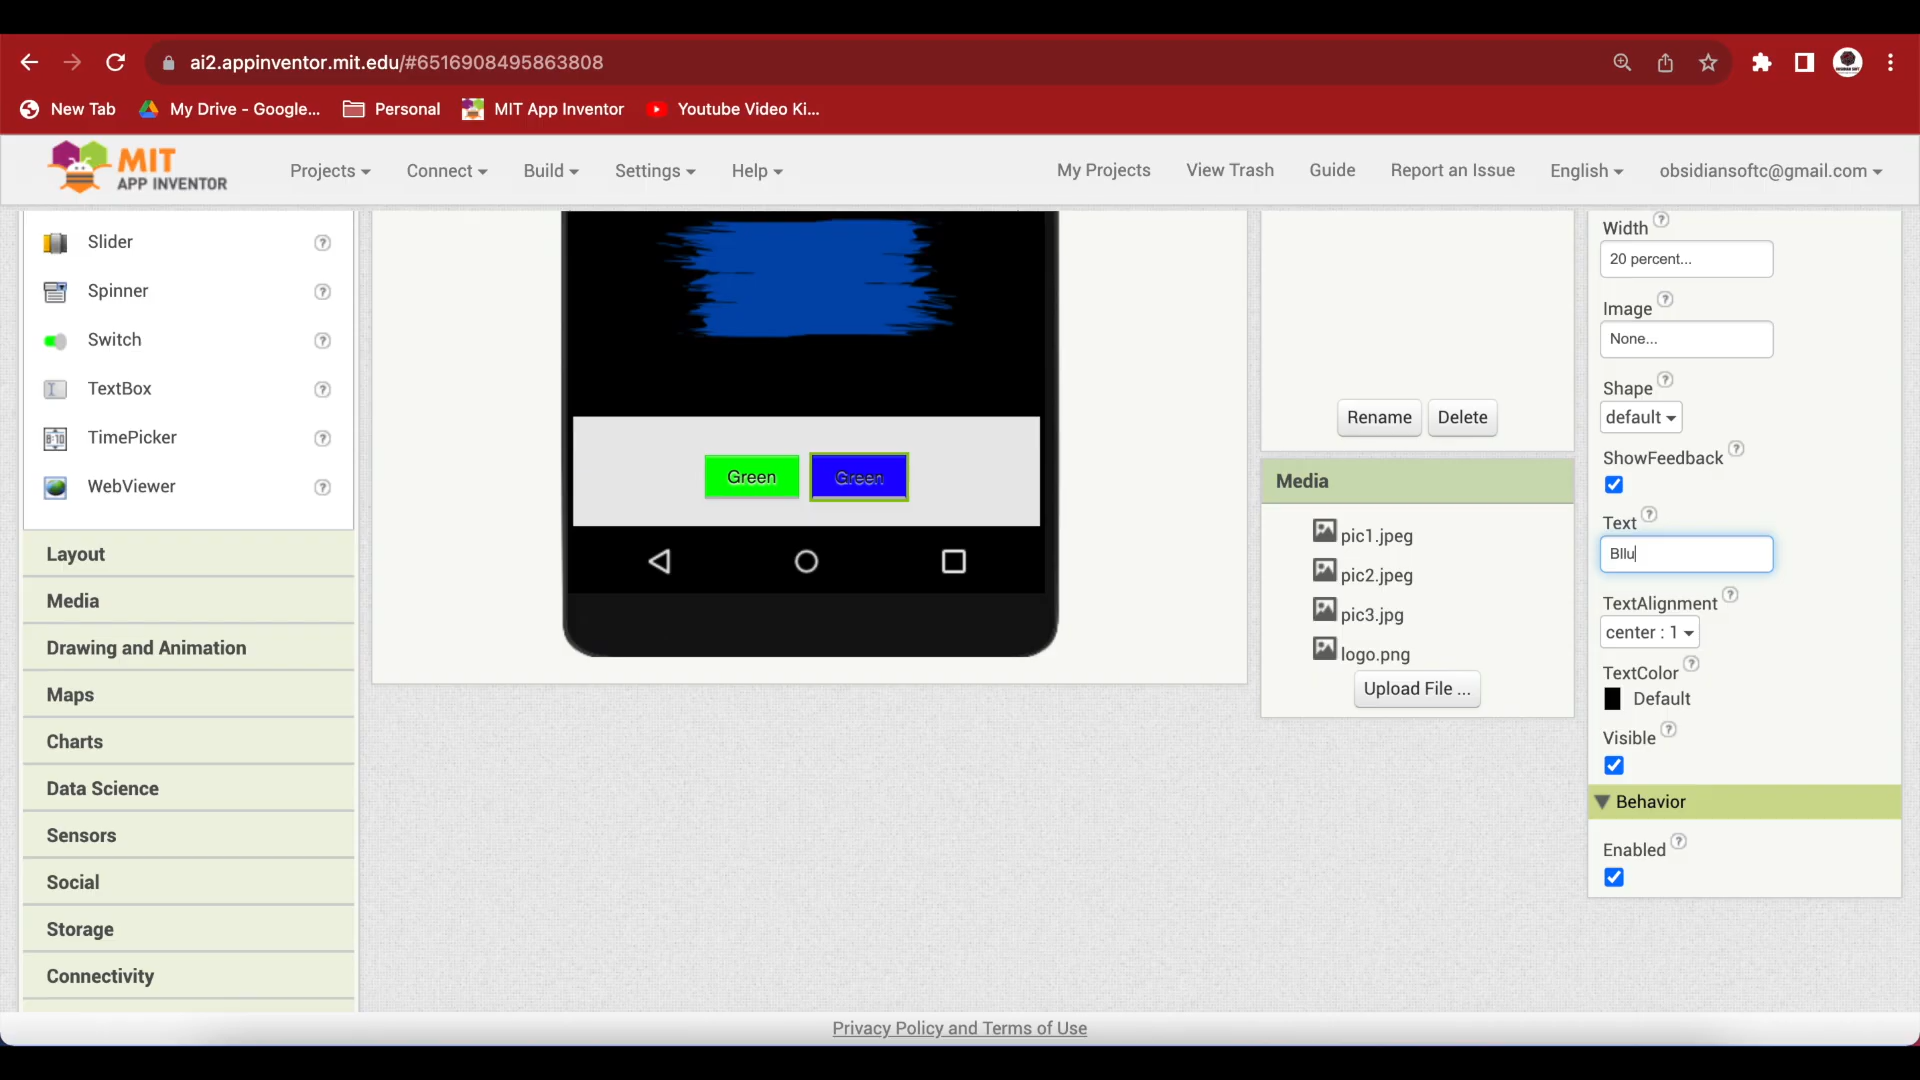 ai2.appinventor.mit.edu/#6516908495863808
New Tab My Drive - Google... Personal MIT App Inventor Youtube Video Ki...
MIT
APP INVENTOR
Projects Connect Build Settings Help My Projects View Trash Guide Report an Issue English obsidiansoftc@gmail.com
Slider ?
Spinner ?
Switch ?
TextBox ?
TimePicker ?
WebViewer ?
Layout
Media
Drawing and Animation
Maps
Charts
Data Science
Sensors
Social
Storage
Connectivity
Green Green
Rename Delete
Media
pic1.jpeg
pic2.jpeg
pic3.jpg
logo.png
Upload File ...
Width ?
20 percent...
Image ?
None...
Shape ?
default
ShowFeedback ?
Text ?
Bllu
TextAlignment ?
center : 1
TextColor ?
Default
Visible ?
Behavior
Enabled ?
Privacy Policy and Terms of Use